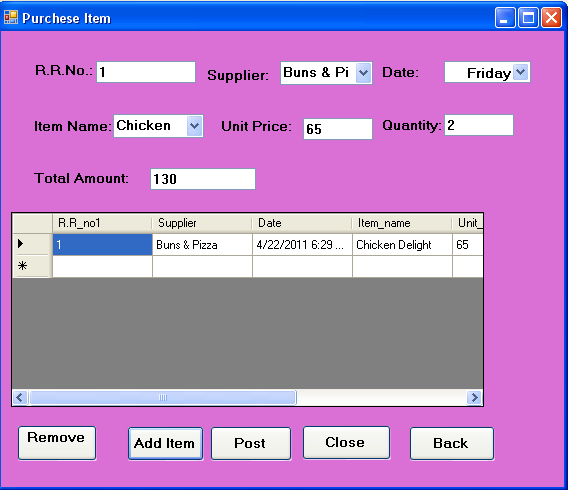 Purchese Item
R.R.No.: 1 Supplier: Buns & Pi Date: Friday
Item Name: Chicken Unit Price: 65 Quantity: 2
Total Amount: 130
R.R_no1 Supplier Date Item_name Unit_
1 Buns & Pizza 4/22/2011 6:29 ... Chicken Delight 65
Remove Add Item Post Close Back